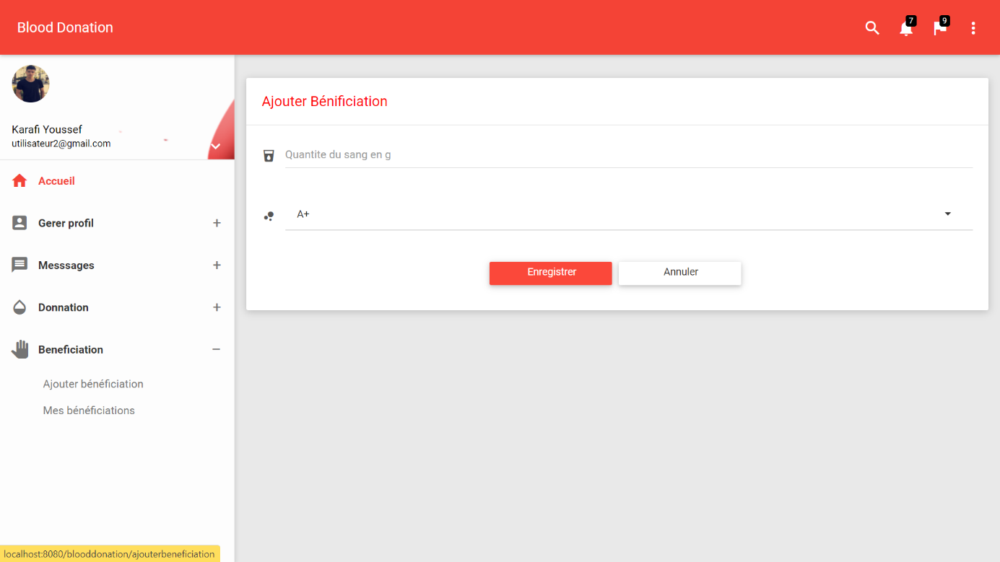 Blood Donation
7
9
Karafi Youssef
utilisateur2@gmail.com
Accueil
Gerer profil
Messsages
Donnation
Beneficiation
Ajouter bénéficiation
Mes bénéficiations
Ajouter Bénificiation
Quantite du sang en g
A+
Enregistrer
Annuler
localhost:8080/blooddonation/ajouterbeneficiation